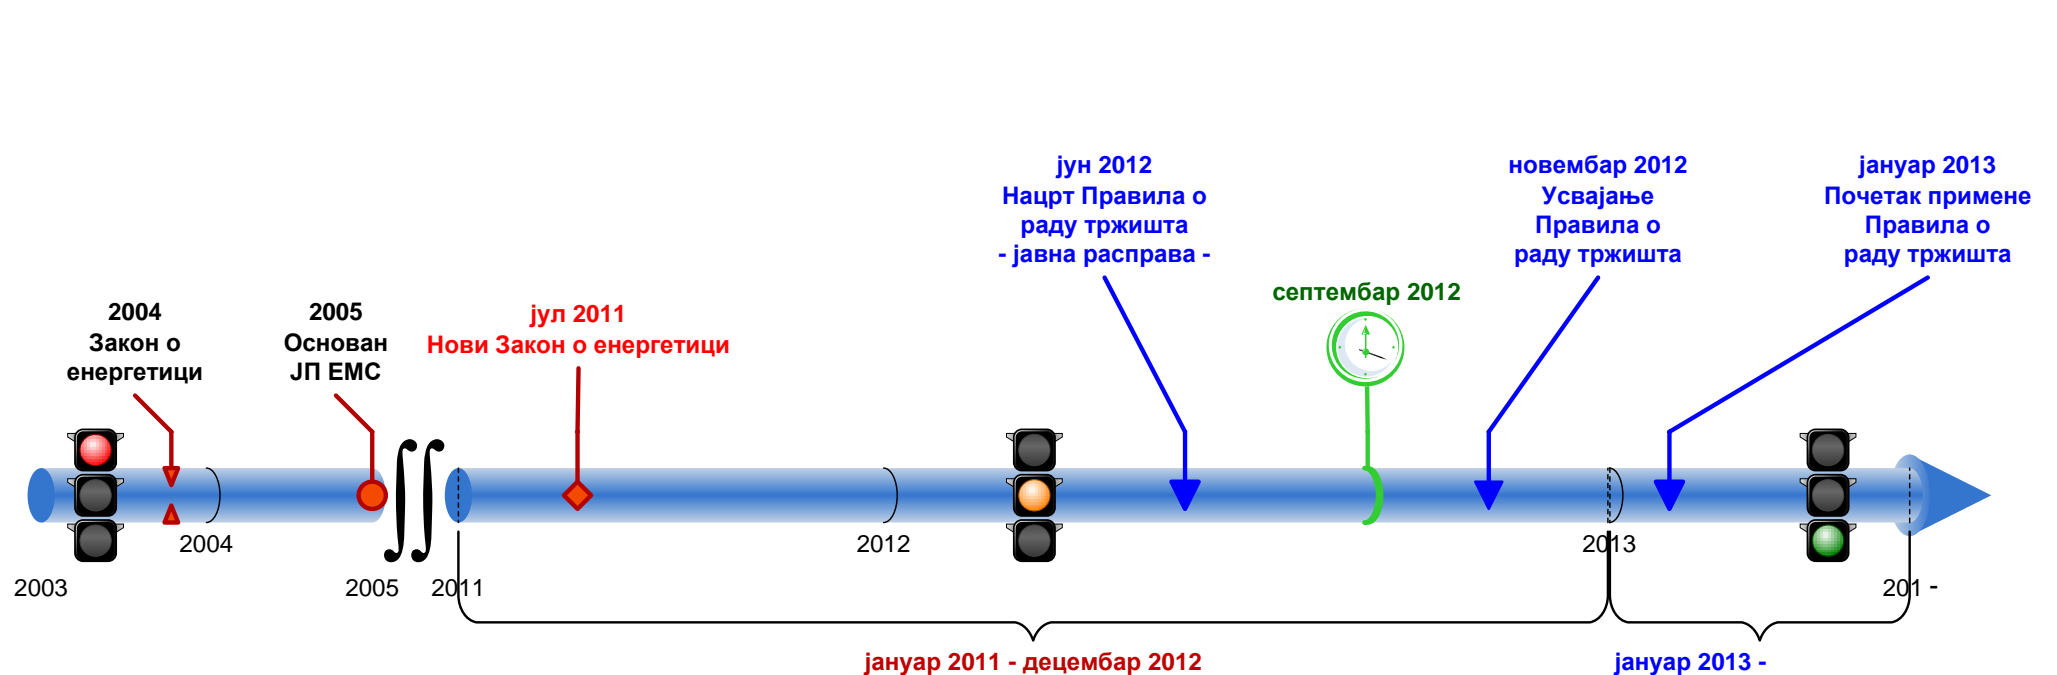 јун 2012
Нацрт Правила о
раду тржишта
- јавна расправа -
новембар 2012
Усвајање
Правила о
раду тржишта
јануар 2013
Почетак примене
Правила о
раду тржишта
септембар 2012
2004
Закон о
енергетици
2005
Основан
ЈП ЕМС
јул 2011
Нови Закон о енергетици
2004
2012
2013
2003
2005
2011
201 -
јануар 2011 - децембар 2012
јануар 2013 -